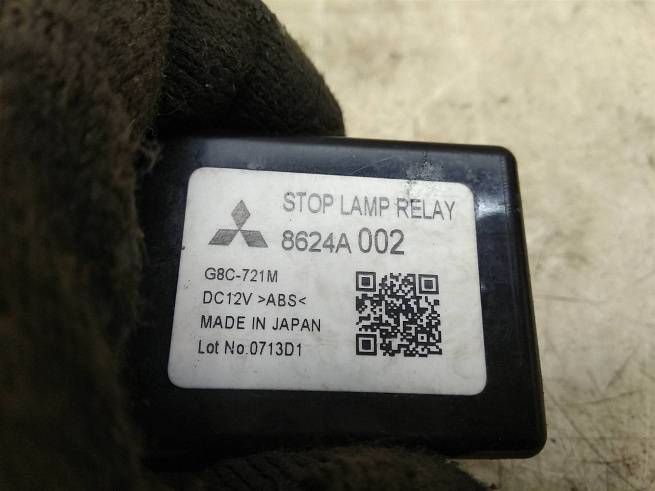 STOP LAMP RELAY
8624A 002
G8C-721M
DC12V >ABS<
MADE IN JAPAN
Lot No.0713D1